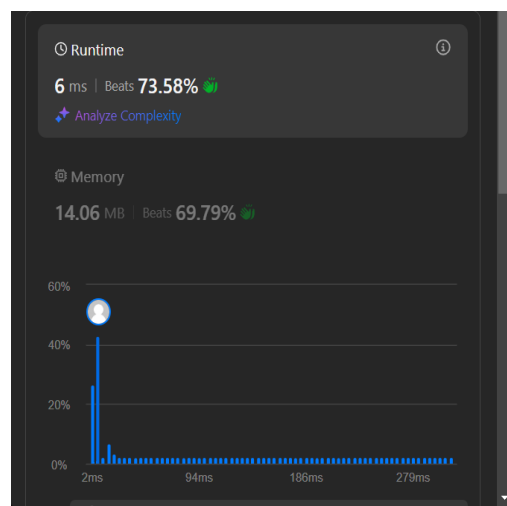 Runtime
6 ms | Beats 73.58%
Analyze Complexity
Memory
14.06 MB | Beats 69.79%
60%
40%
20%
0%
2ms 94ms 186ms 279ms